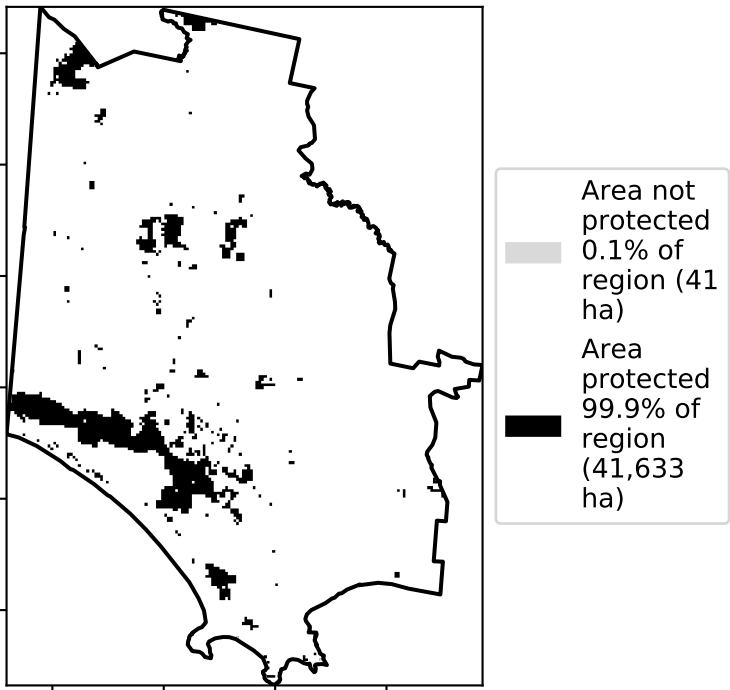 Area not
protected
0.1% of
region (41
ha)
Area
protected
99.9% of
region
(41,633
ha)